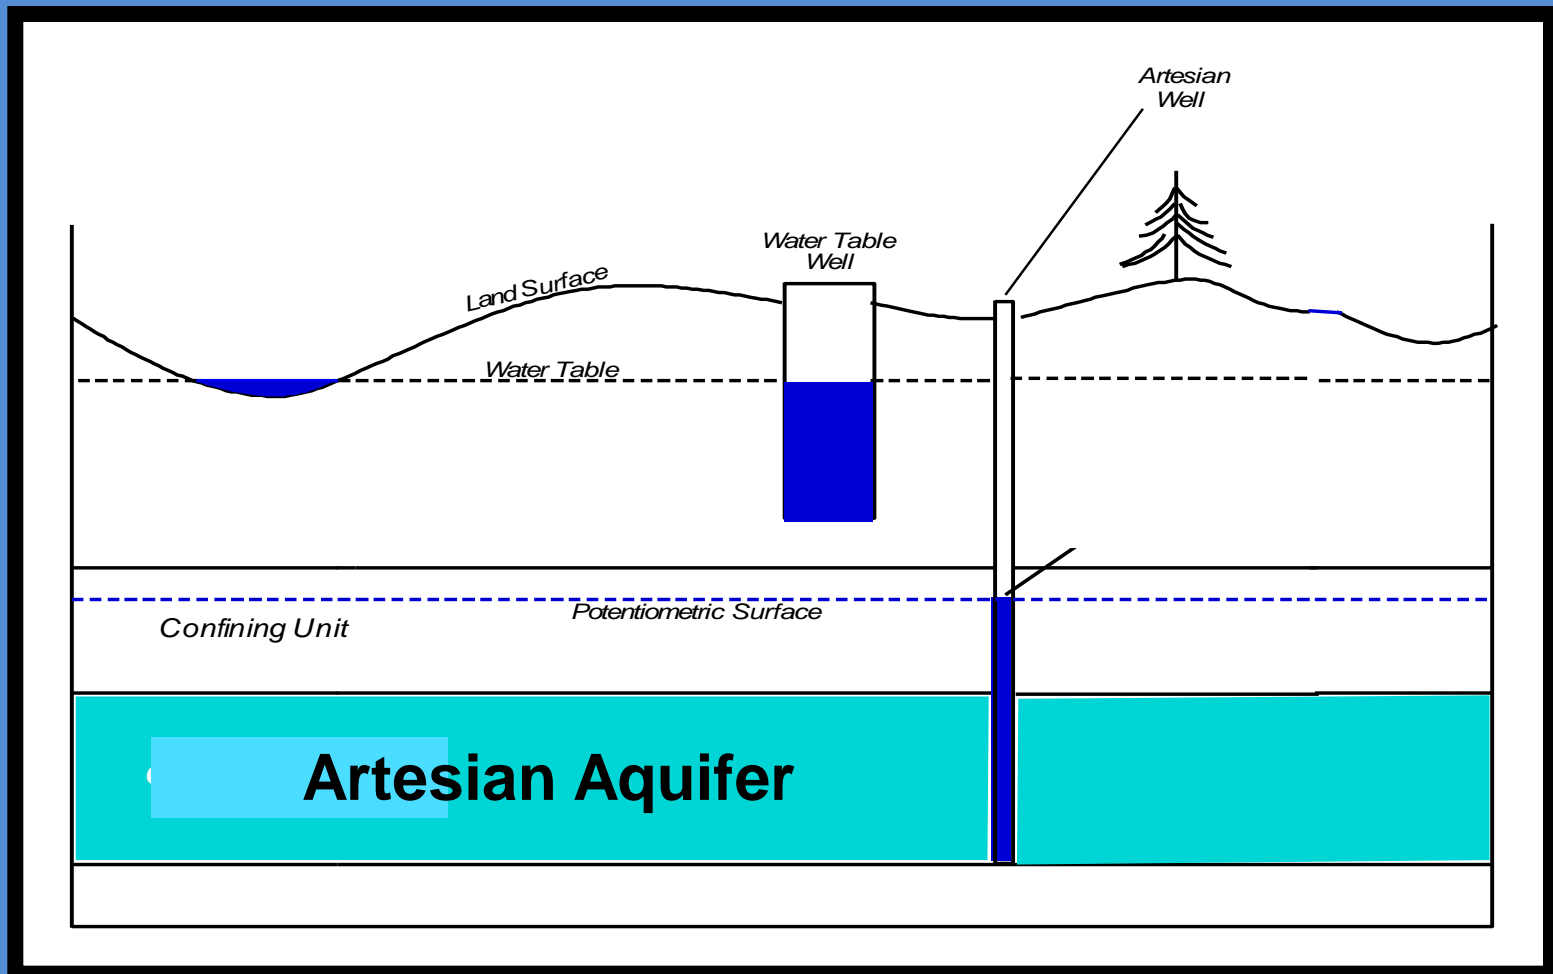 Artesian
Well
Water Table
Well
Land Surface
Water Table
Potentiometric Surface
Confining Unit
Artesian Aquifer